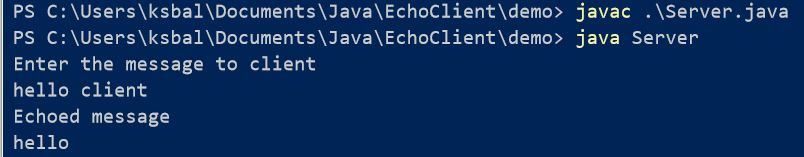 PS C:\Users\ksbal\Documents\Java\EchoClient\demo> javac .\Server.java
PS C:\Users\ksbal\Documents\Java\EchoClient\demo> java Server
Enter the message to client
hello client
Echoed message
hello